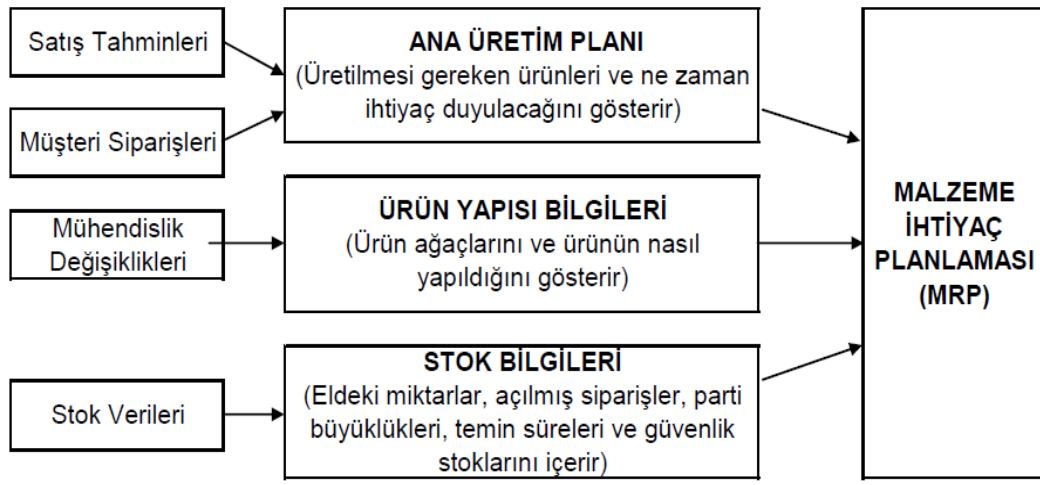 Satış Tahminleri
Müşteri Siparişleri
Mühendislik
Değişiklikleri
Stok Verileri
ANA ÜRETİM PLANI
(Üretilmesi gereken ürünleri ve ne zaman
ihtiyaç duyulacağını gösterir)
ÜRÜN YAPISI BİLGİLERİ
(Ürün ağaçlarını ve ürünün nasıl
yapıldığını gösterir)
STOK BİLGİLERİ
(Eldeki miktarlar, açılmış siparişler, parti
büyüklükleri, temin süreleri ve güvenlik
stoklarını içerir)
MALZEME
İHTİYAÇ
PLANLAMASI
(MRP)